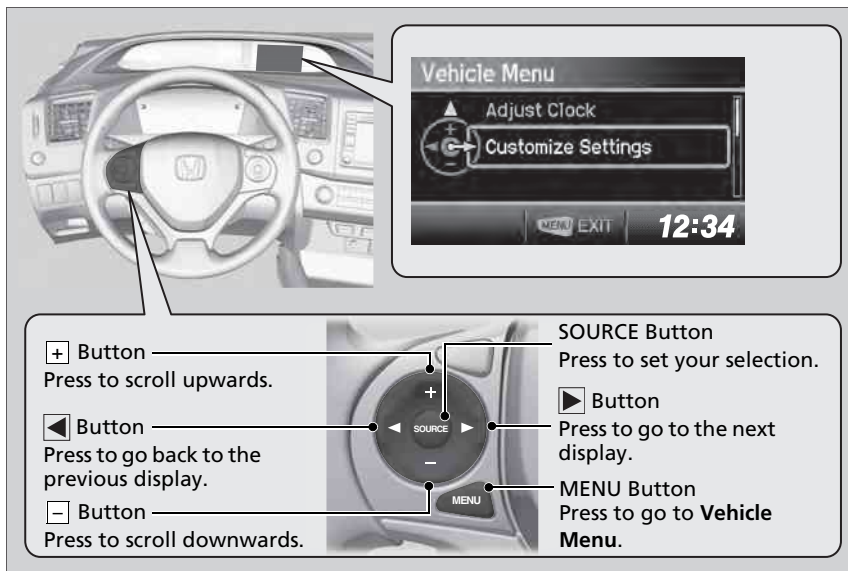 Vehicle Menu
Adjust Clock
Customize Settings
MENU EXIT
12:34
+ Button
Press to scroll upwards.
◀ Button
Press to go back to the
previous display.
– Button
Press to scroll downwards.
+
◀ SOURCE ▶
–
MENU
SOURCE Button
Press to set your selection.
▶ Button
Press to go to the next
display.
MENU Button
Press to go to Vehicle
Menu.